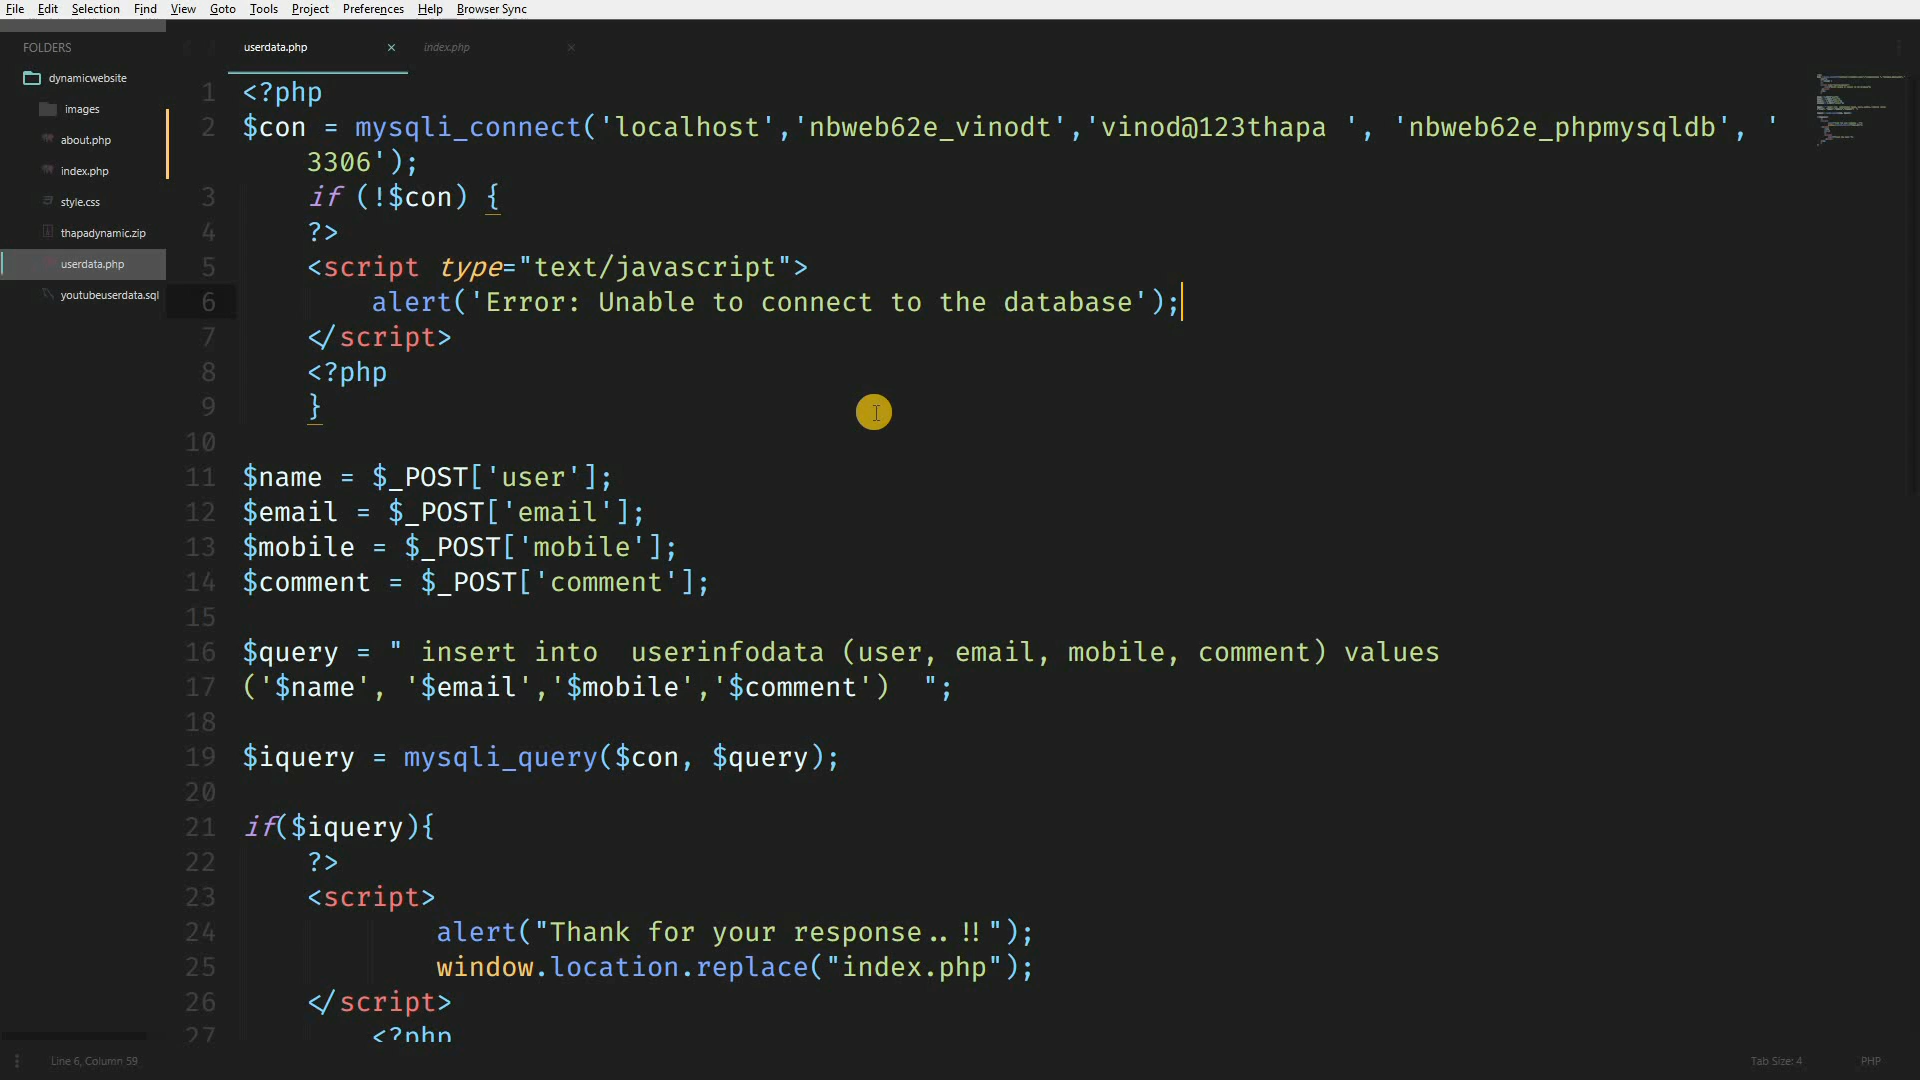 File Edit Selection Find View Goto Tools Project Preferences Help Browser Sync
FOLDERS
dynamicwebsite
images
about.php
index.php
style.css
thapadynamic.zip
userdata.php
youtubeuserdata.sql
userdata.php × index.php ×
1 <?php
2 $con = mysqli_connect('localhost','nbweb62e_vinodt','vinod@123thapa ', 'nbweb62e_phpmysqldb', '
3306');
3 if (!$con) {
4 ?>
5 <script type="text/javascript">
6 alert('Error: Unable to connect to the database');
7 </script>
8 <?php
9 }
10
11 $name = $_POST['user'];
12 $email = $_POST['email'];
13 $mobile = $_POST['mobile'];
14 $comment = $_POST['comment'];
15
16 $query = " insert into  userinfodata (user, email, mobile, comment) values
17 ('$name', '$email','$mobile','$comment')  ";
18
19 $iquery = mysqli_query($con, $query);
20
21 if($iquery){
22 ?>
23 <script>
24 alert("Thank for your response..!!");
25 window.location.replace("index.php");
26 </script>
27 <?php
Line 6, Column 59
Tab Size: 4 PHP